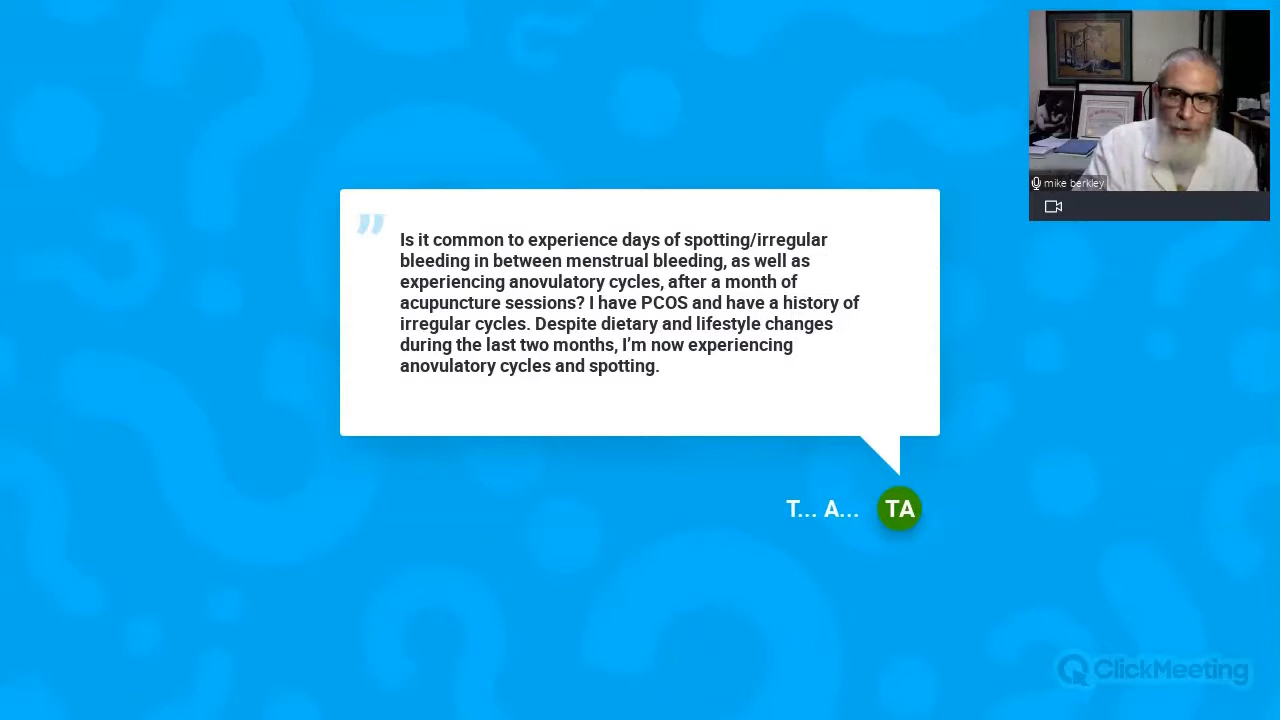 mike berkley
"
Is it common to experience days of spotting/irregular
bleeding in between menstrual bleeding, as well as
experiencing anovulatory cycles, after a month of
acupuncture sessions? I have PCOS and have a history of
irregular cycles. Despite dietary and lifestyle changes
during the last two months, I’m now experiencing
anovulatory cycles and spotting.
T... A... TA
ClickMeeting